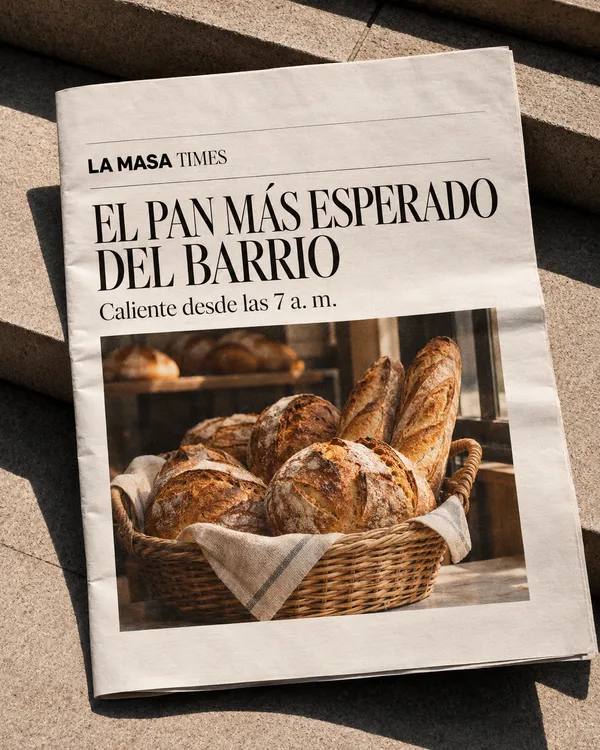 LA MASA TIMES
EL PAN MÁS ESPERADO
DEL BARRIO
Caliente desde las 7 a. m.